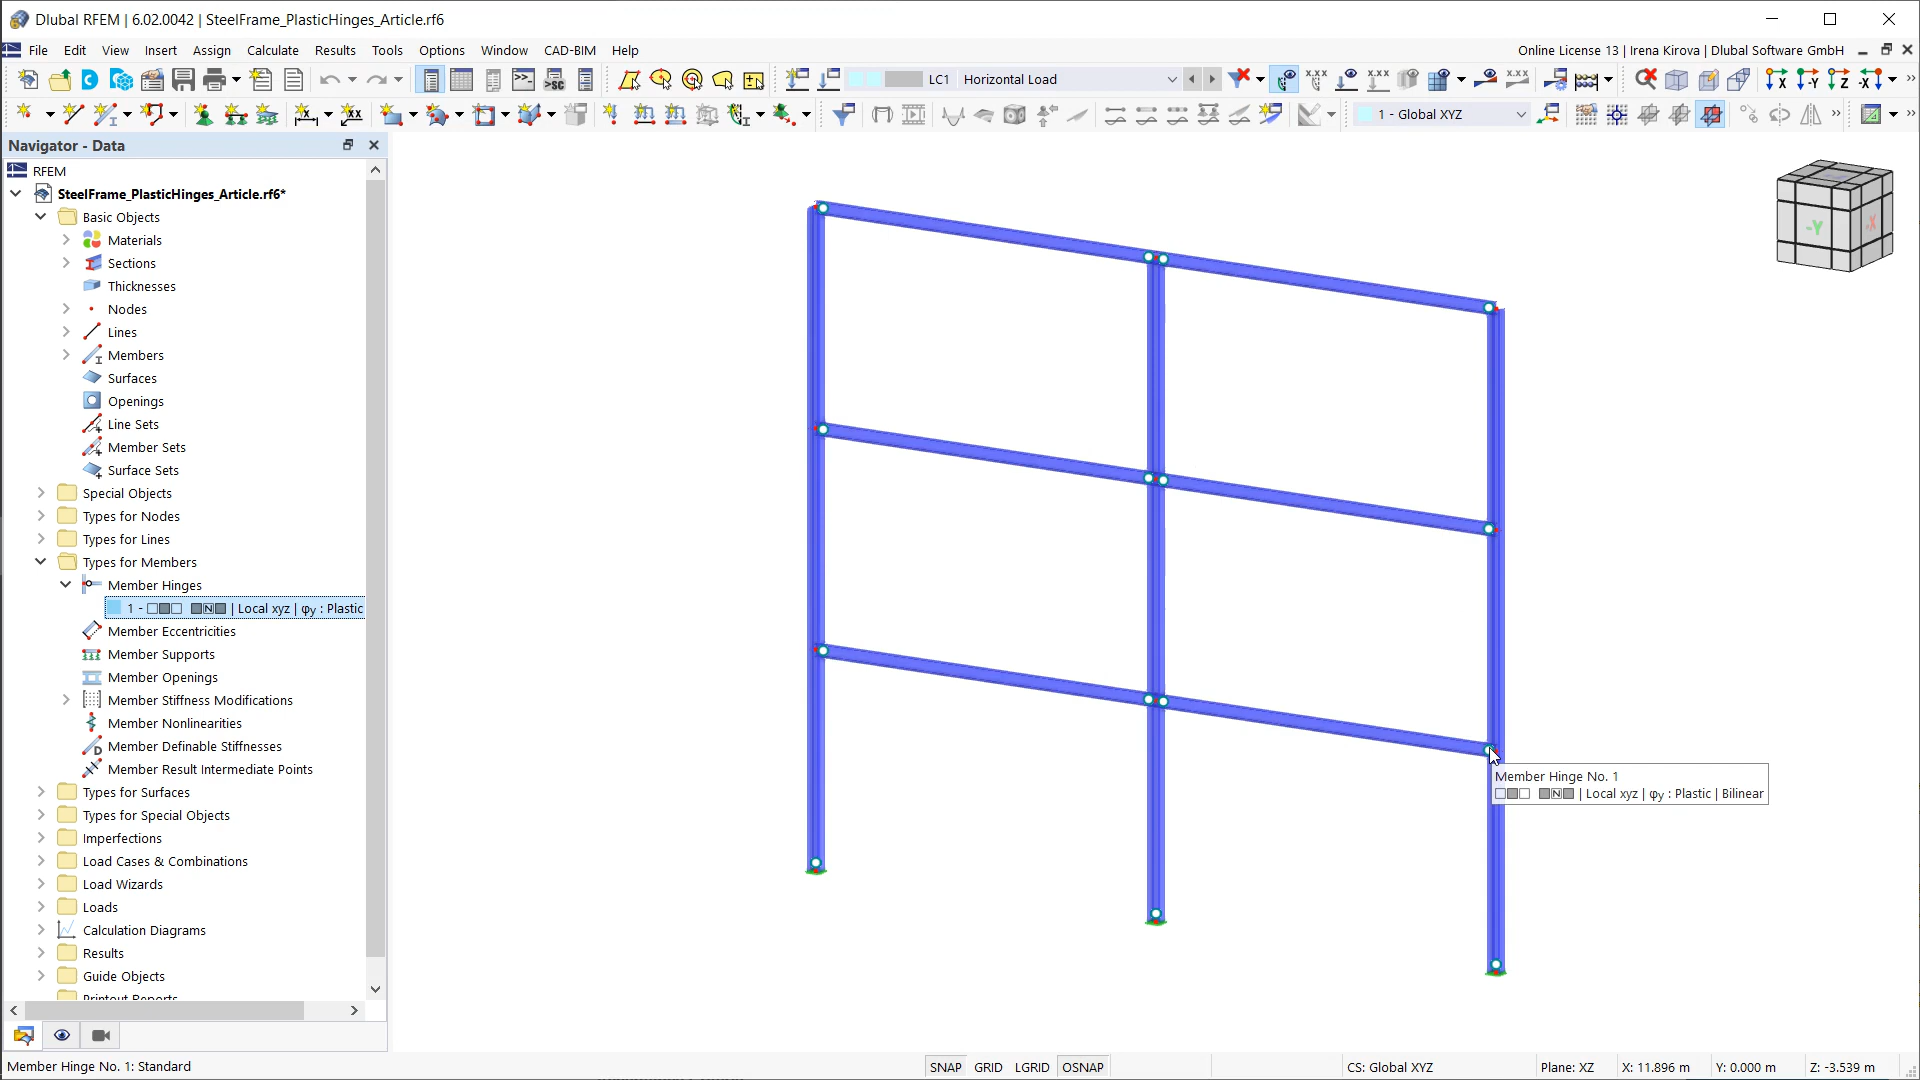 Dlubal RFEM | 6.02.0042 | SteelFrame_PlasticHinges_Article.rf6
File Edit View Insert Assign Calculate Results Tools Options Window CAD-BIM Help
Online License 13 | Irena Kirova | Dlubal Software GmbH
LC1 Horizontal Load
1 - Global XYZ
Navigator - Data
RFEM
SteelFrame_PlasticHinges_Article.rf6*
Basic Objects
Materials
Sections
Thicknesses
Nodes
Lines
Members
Surfaces
Openings
Line Sets
Member Sets
Surface Sets
Special Objects
Types for Nodes
Types for Lines
Types for Members
Member Hinges
1 - | Local xyz | φy : Plastic
Member Eccentricities
Member Supports
Member Openings
Member Stiffness Modifications
Member Nonlinearities
Member Definable Stiffnesses
Member Result Intermediate Points
Types for Surfaces
Types for Special Objects
Imperfections
Load Cases & Combinations
Load Wizards
Loads
Calculation Diagrams
Results
Guide Objects
Printout Reports
-Y
-X
Member Hinge No. 1
N | Local xyz | φy : Plastic | Bilinear
Member Hinge No. 1: Standard
SNAP GRID LGRID OSNAP
CS: Global XYZ
Plane: XZ
X: 11.896 m
Y: 0.000 m
Z: -3.539 m